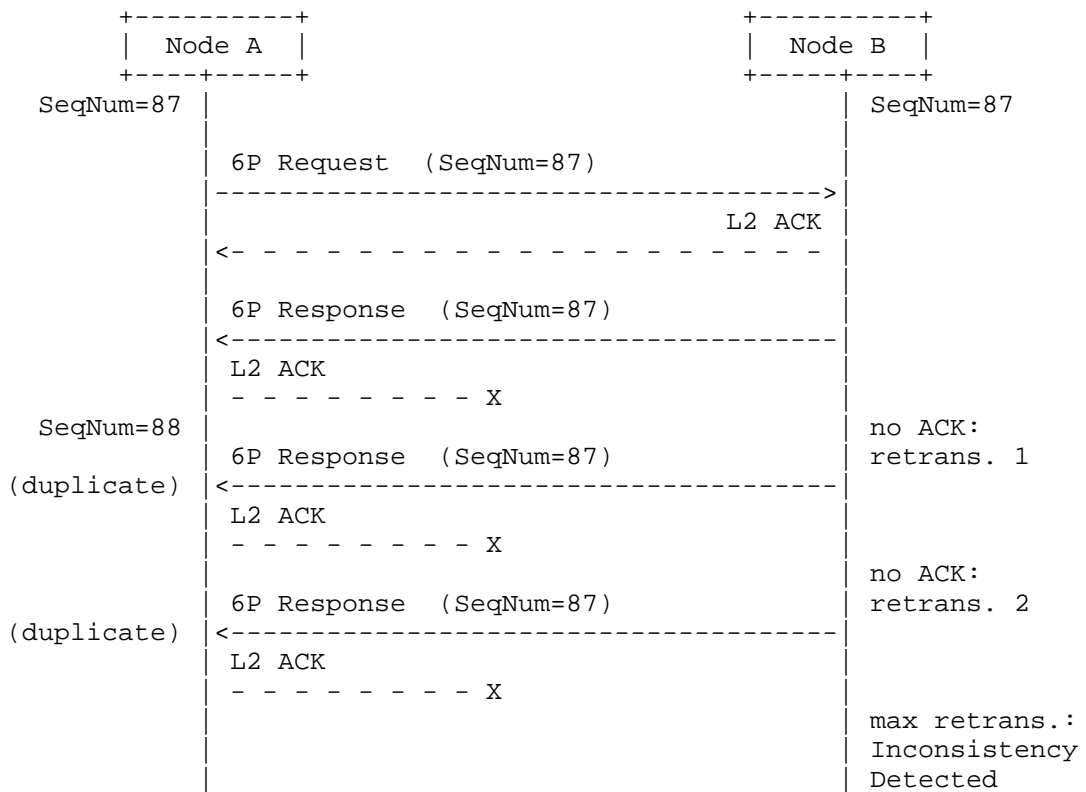 Node A Node B
SeqNum=87 SeqNum=87
6P Request (SeqNum=87)
L2 ACK
6P Response (SeqNum=87)
L2 ACK
X
SeqNum=88 no ACK:
6P Response (SeqNum=87) retrans. 1
(duplicate)
L2 ACK
X
no ACK:
6P Response (SeqNum=87) retrans. 2
(duplicate)
L2 ACK
X
max retrans.:
Inconsistency
Detected